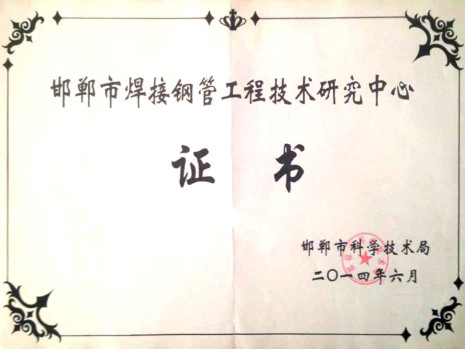 邯郸市焊接钢管工程技术研究中心
证书
邯郸市科学技术局
二〇一四年六月